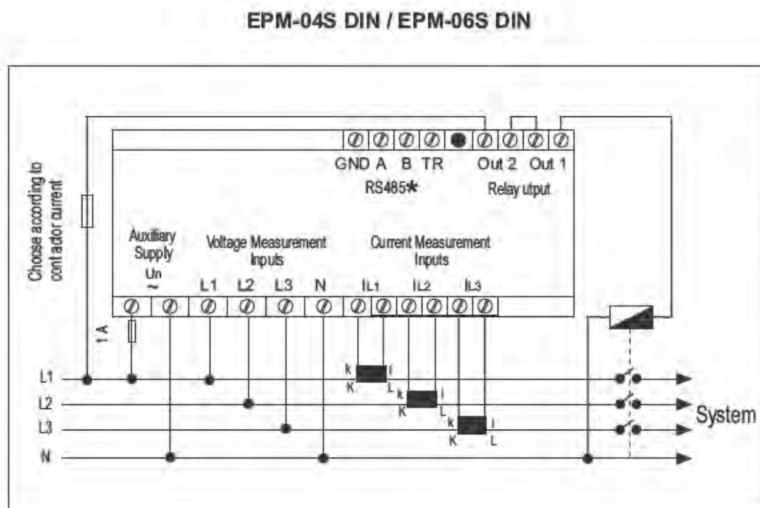 EPM-04S DIN / EPM-06S DIN
GND A B TR Out 2 Out 1
RS485* Relay utput
Choose according to
cont actor current
Auxiliary
Supply
Un
~
Voltage Measurement
Inputs
Current Measurement
Inputs
L1 L2 L3 N IL1 IL2 IL3
1 A
L1
k l
K L
L2
k l
K L
L3
k l
K L
N
System